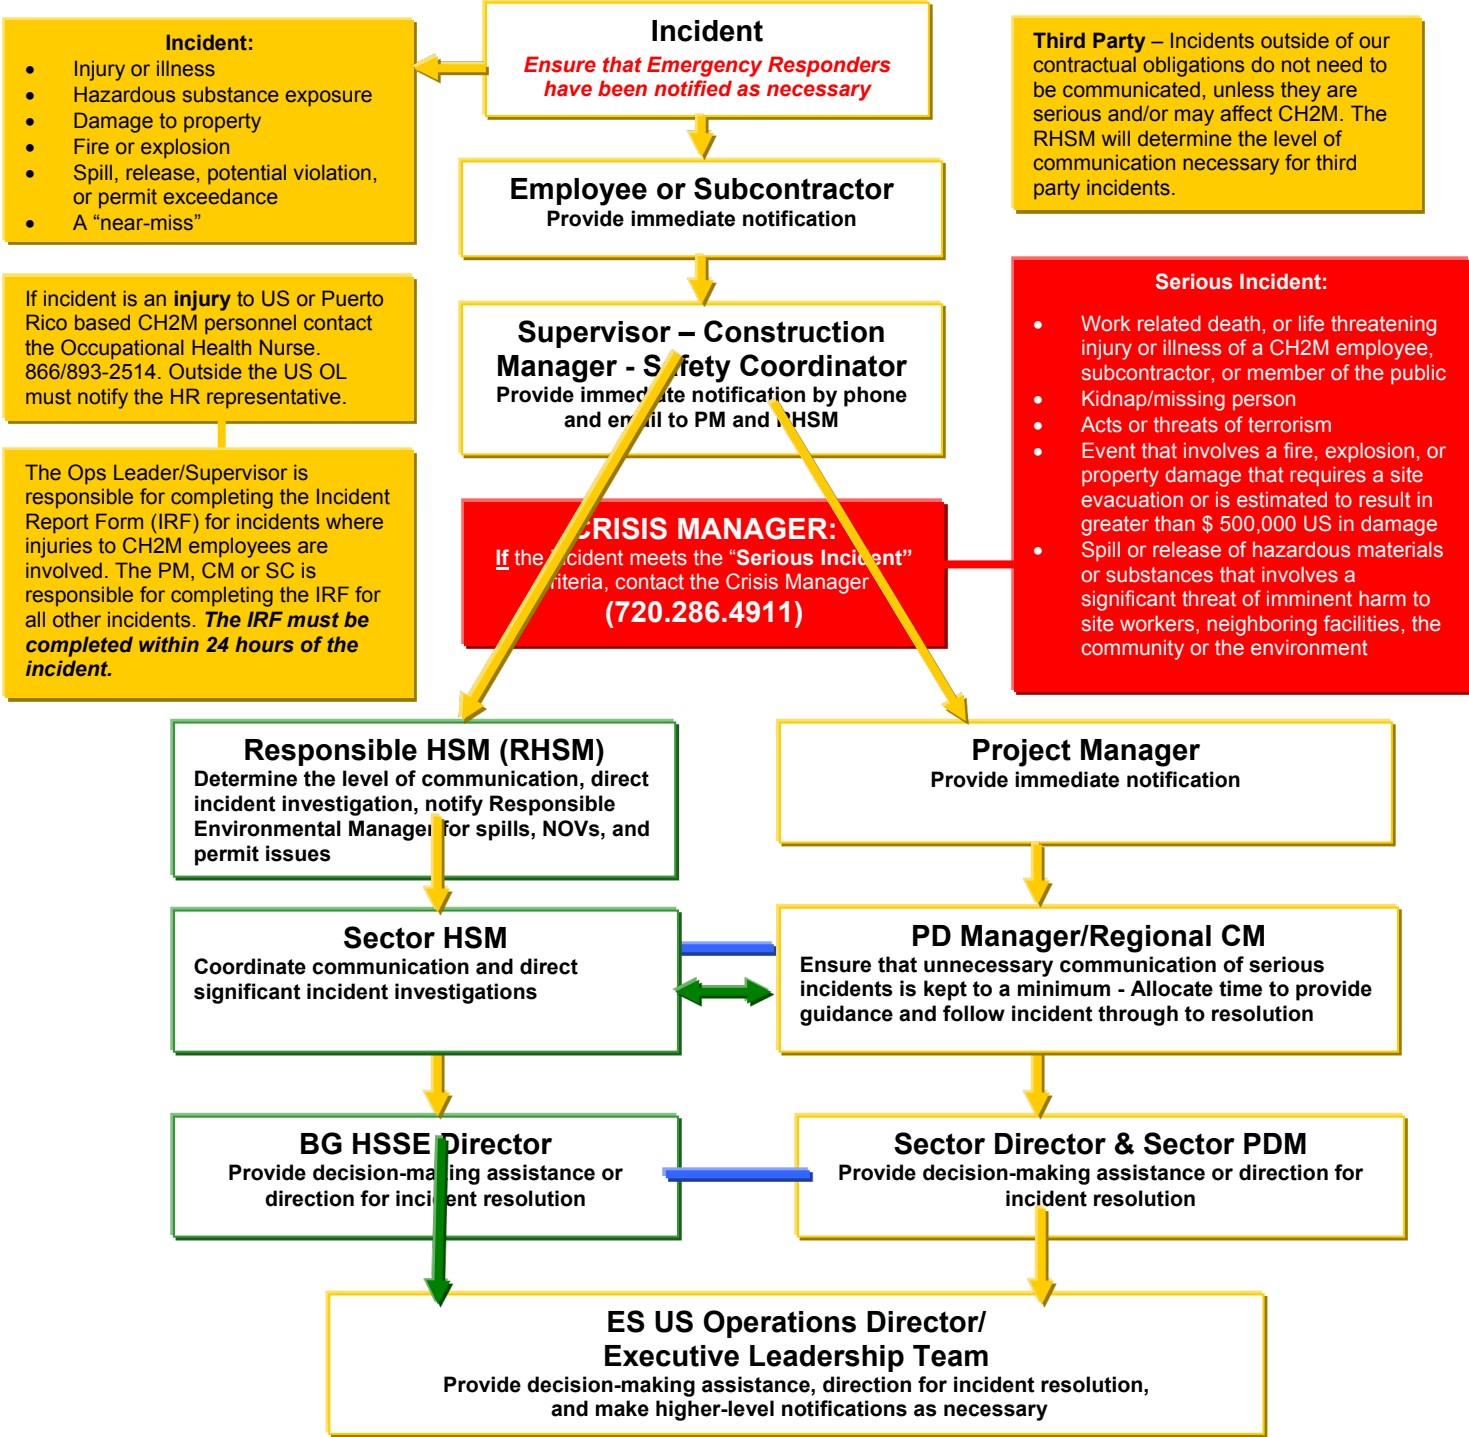 Incident:
• Injury or illness
• Hazardous substance exposure
• Damage to property
• Fire or explosion
• Spill, release, potential violation,
or permit exceedance
• A “near-miss”
Incident
Ensure that Emergency Responders
have been notified as necessary
Third Party – Incidents outside of our
contractual obligations do not need to
be communicated, unless they are
serious and/or may affect CH2M. The
RHSM will determine the level of
communication necessary for third
party incidents.
Employee or Subcontractor
Provide immediate notification
If incident is an injury to US or Puerto
Rico based CH2M personnel contact
the Occupational Health Nurse.
866/893-2514. Outside the US OL
must notify the HR representative.
Supervisor – Construction
Manager - Safety Coordinator
Provide immediate notification by phone
and email to PM and RHSM
Serious Incident:
• Work related death, or life threatening
injury or illness of a CH2M employee,
subcontractor, or member of the public
• Kidnap/missing person
• Acts or threats of terrorism
• Event that involves a fire, explosion, or
property damage that requires a site
evacuation or is estimated to result in
greater than $ 500,000 US in damage
• Spill or release of hazardous materials
or substances that involves a
significant threat of imminent harm to
site workers, neighboring facilities, the
community or the environment
The Ops Leader/Supervisor is
responsible for completing the Incident
Report Form (IRF) for incidents where
injuries to CH2M employees are
involved. The PM, CM or SC is
responsible for completing the IRF for
all other incidents. The IRF must be
completed within 24 hours of the
incident.
CRISIS MANAGER:
If the incident meets the “Serious Incident”
criteria, contact the Crisis Manager
(720.286.4911)
Responsible HSM (RHSM)
Determine the level of communication, direct
incident investigation, notify Responsible
Environmental Manager for spills, NOVs, and
permit issues
Project Manager
Provide immediate notification
Sector HSM
Coordinate communication and direct
significant incident investigations
PD Manager/Regional CM
Ensure that unnecessary communication of serious
incidents is kept to a minimum - Allocate time to provide
guidance and follow incident through to resolution
BG HSSE Director
Provide decision-making assistance or
direction for incident resolution
Sector Director & Sector PDM
Provide decision-making assistance or direction for
incident resolution
ES US Operations Director/
Executive Leadership Team
Provide decision-making assistance, direction for incident resolution,
and make higher-level notifications as necessary